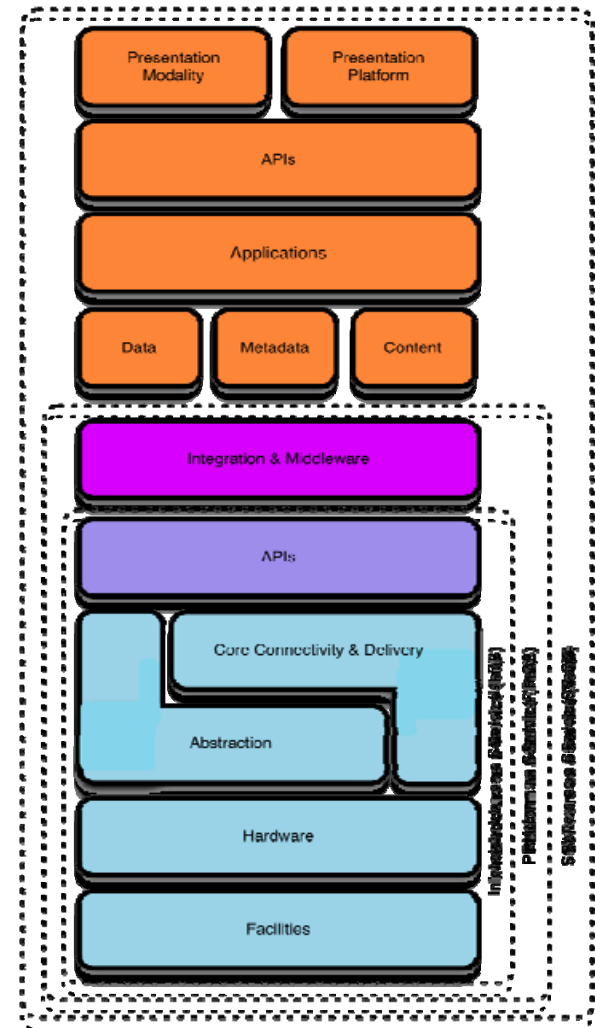 Presentation
Modality
Presentation
Platform
APIs
Applications
Data
Metadata
Content
Integration & Middleware
APIs
Core Connectivity & Delivery
Abstraction
Hardware
Facilities